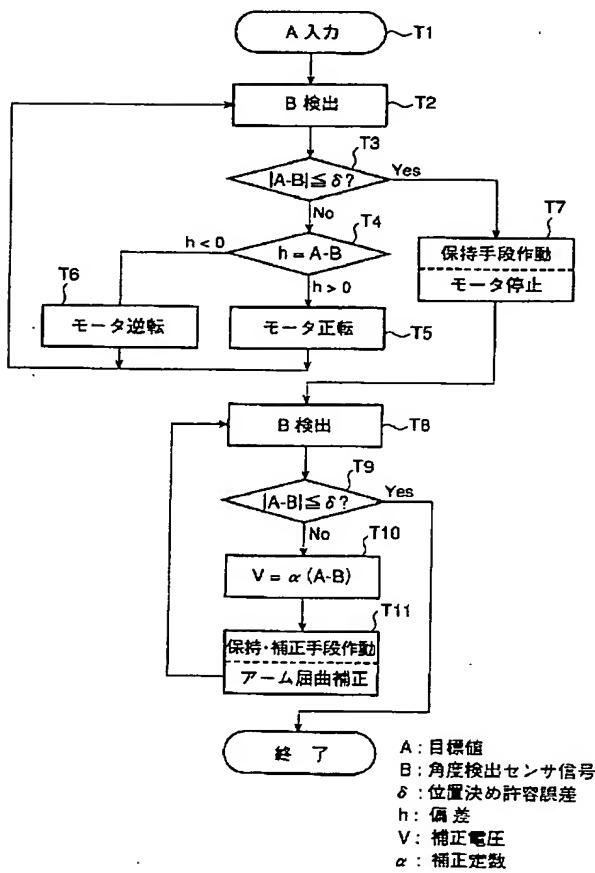 A 入力
T1
B 検出
T2
T3
|A-B|≦δ?
Yes
No
T4
T7
h<0
h=A-B
保持手段作動
モータ停止
h>0
T6
モータ逆転
モータ正転
T5
B 検出
T8
T9
|A-B|≦δ?
Yes
No
T10
V=α(A-B)
T11
保持・補正手段作動
アーム屈曲補正
終 了
A:目標値
B:角度検出センサ信号
δ:位置決め許容誤差
h:偏差
V:補正電圧
α:補正定数